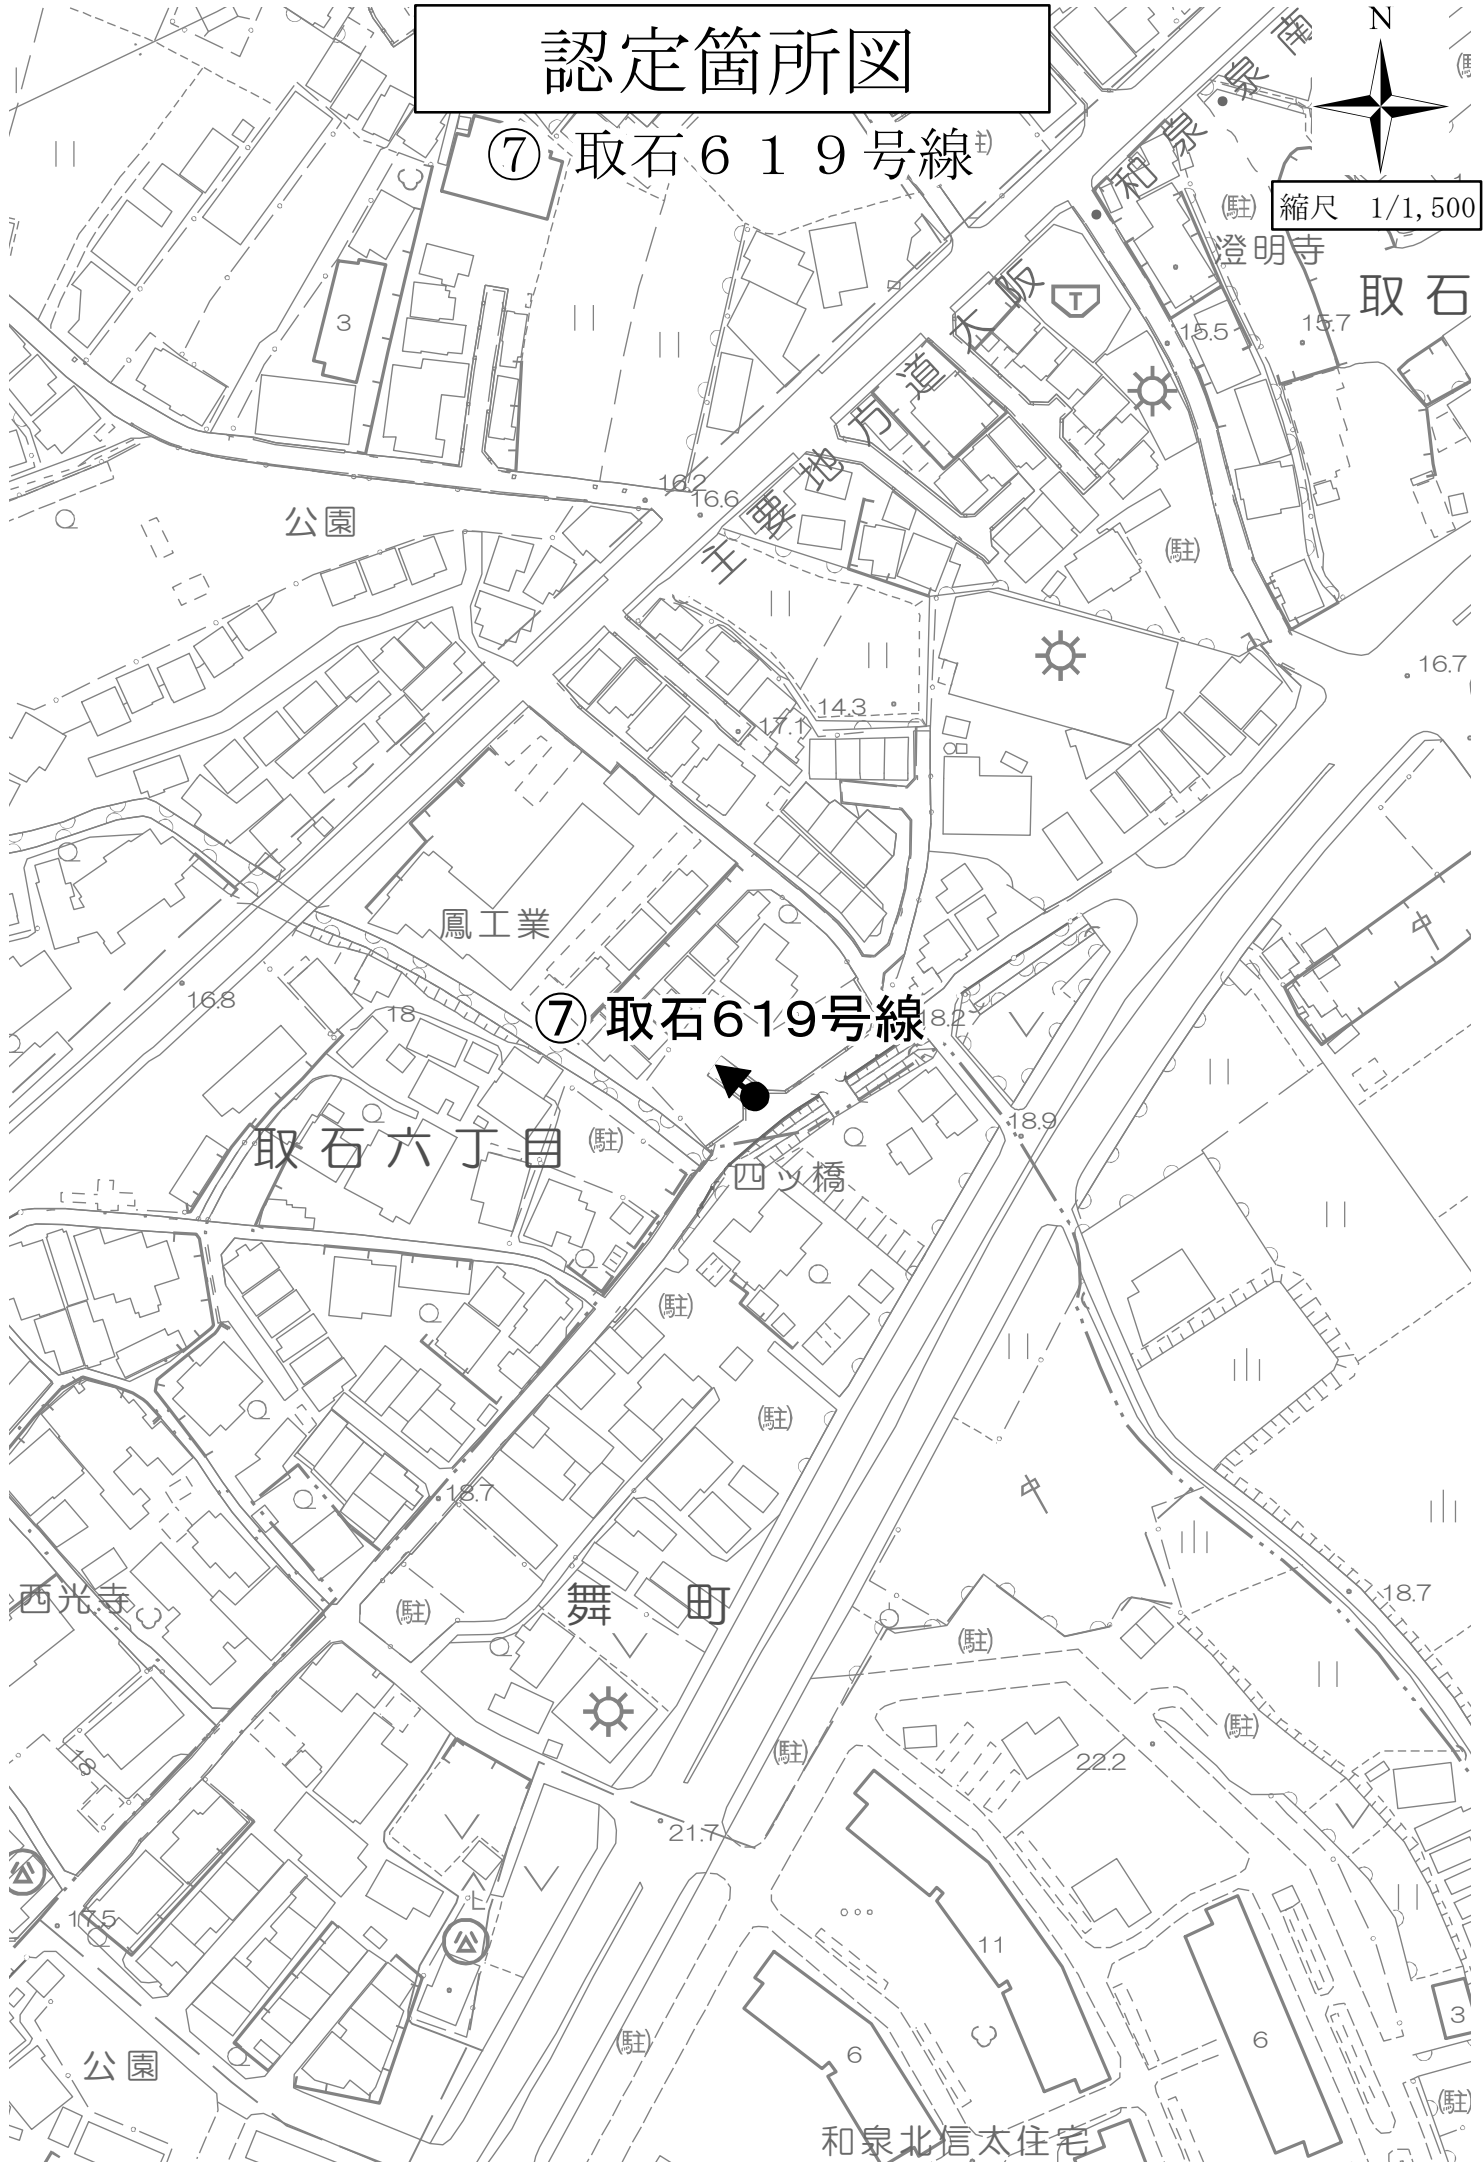 認定箇所図
⑦ 取石６１９号線
N
縮尺　1/1,500
主要地方道大阪和泉泉南
(駐)
澄明寺
取石
3
15.5
15.7
16.2
16.6
公園
(駐)
16.7
14.3
17.1
鳳工業
16.8
18
⑦ 取石619号線
18.2
18.9
取石六丁目
(駐)
四ッ橋
(駐)
(駐)
18.7
西光寺
(駐)
舞町
18.7
(駐)
(駐)
(駐)
22.2
18
21.7
17.5
11
3
6
6
(駐)
公園
(駐)
和泉北信太住宅